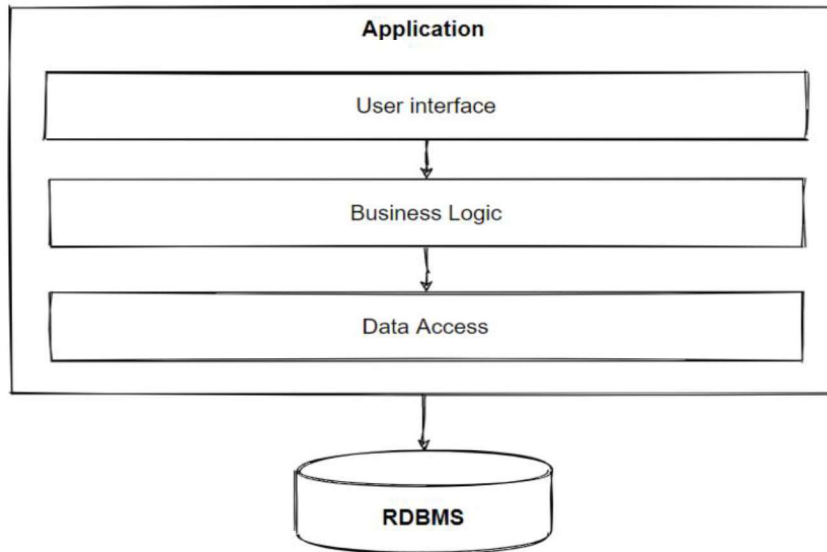 Application
User interface
Business Logic
Data Access
RDBMS